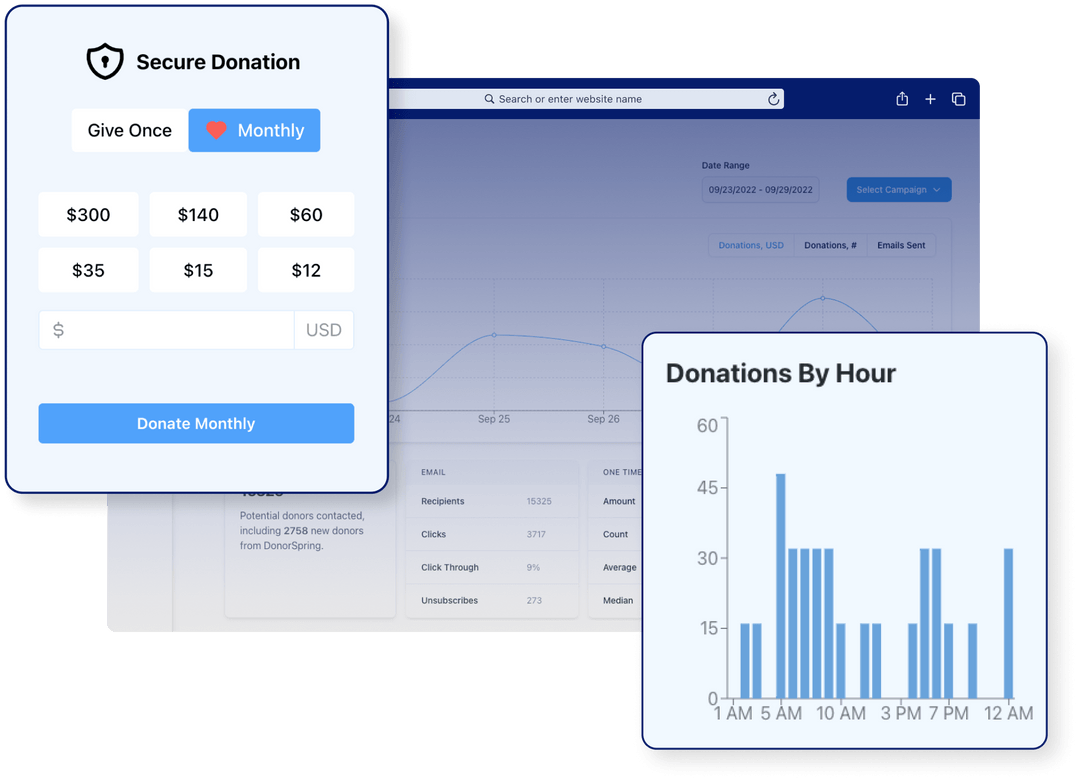 Secure Donation
Give Once
Monthly
$300
$140
$60
$35
$15
$12
$
USD
Donate Monthly
Search or enter website name
Date Range
09/23/2022 - 09/29/2022
Select Campaign
Donations, USD
Donations, #
Emails Sent
24
Sep 25
Sep 26
Potential donors contacted,
including 2758 new donors
from DonorSpring.
EMAIL
Recipients 15325
Clicks 3717
Click Through 9%
Unsubscribes 273
ONE TIME
Amount
Count
Average
Median
Donations By Hour
60
45
30
15
0
1 AM 5 AM 10 AM 3 PM 7 PM 12 AM